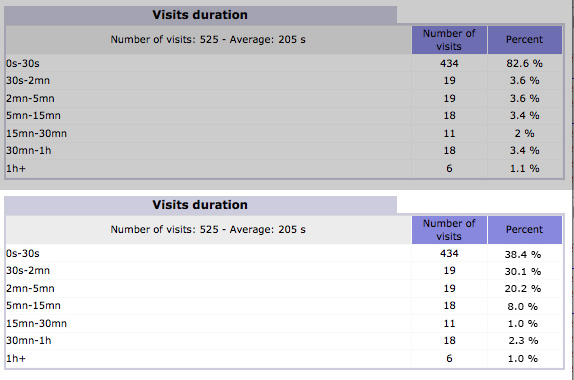 Visits duration
Number of visits: 525 - Average: 205 s Number of visits Percent
0s-30s 434 82.6 %
30s-2mn 19 3.6 %
2mn-5mn 19 3.6 %
5mn-15mn 18 3.4 %
15mn-30mn 11 2 %
30mn-1h 18 3.4 %
1h+ 6 1.1 %
Visits duration
Number of visits: 525 - Average: 205 s Number of visits Percent
0s-30s 434 38.4 %
30s-2mn 19 30.1 %
2mn-5mn 19 20.2 %
5mn-15mn 18 8.0 %
15mn-30mn 11 1.0 %
30mn-1h 18 2.3 %
1h+ 6 1.0 %